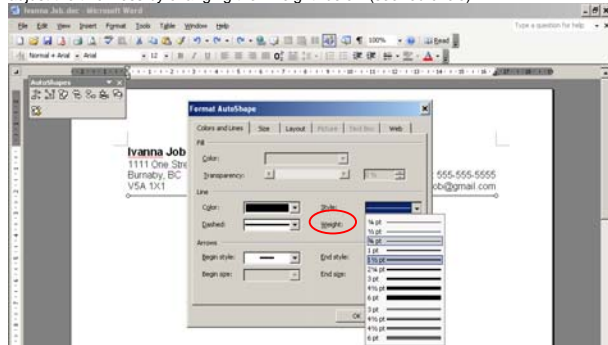 Ivanna Job.doc - Microsoft Word
File Edit View Insert Format Tools Table Window Help
Type a question for help
100% Read
Normal + Arial Arial 12 B I U
AutoShapes
Format AutoShape
Colors and Lines Size Layout Picture Text Box Web
Fill
Color:
Transparency:
Line
Color: Style:
Dashed: Weight:
Arrows
Begin style: End style:
Begin size: End size:
OK
¼ pt
½ pt
¾ pt
1 pt
1½ pt
2¼ pt
3 pt
4½ pt
6 pt
3 pt
4½ pt
4½ pt
6 pt
Ivanna Job
1111 One Stre
Burnaby, BC 555-555-5555
V5A 1X1 ob@gmail.com